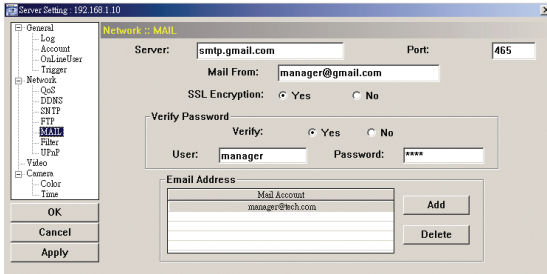 Server Setting : 192.168.1.10
General
Log
Account
OnLineUser
Trigger
Network
QoS
DDNS
SNTP
FTP
MAIL
Filter
UPnP
Video
Camera
Color
Time
OK
Cancel
Apply
Network :: MAIL
Server: smtp.gmail.com Port: 465
Mail From: manager@gmail.com
SSL Encryption: Yes No
Verify Password
Verify: Yes No
User: manager Password: ****
Email Address
Mail Account
manager@tech.com
Add
Delete